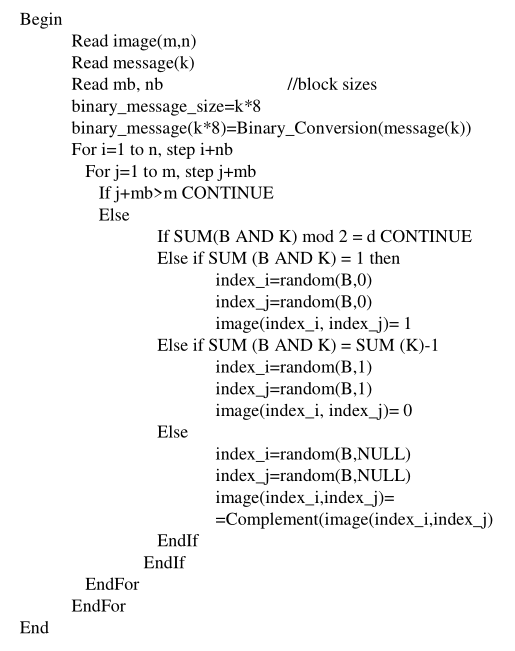 Begin
Read image(m,n)
Read message(k)
Read mb, nb //block sizes
binary_message_size=k*8
binary_message(k*8)=Binary_Conversion(message(k))
For i=1 to n, step i+nb
For j=1 to m, step j+mb
If j+mb>m CONTINUE
Else
If SUM(B AND K) mod 2 = d CONTINUE
Else if SUM (B AND K) = 1 then
index_i=random(B,0)
index_j=random(B,0)
image(index_i, index_j)= 1
Else if SUM (B AND K) = SUM (K)-1
index_i=random(B,1)
index_j=random(B,1)
image(index_i, index_j)= 0
Else
index_i=random(B,NULL)
index_j=random(B,NULL)
image(index_i,index_j)=
=Complement(image(index_i,index_j)
EndIf
EndIf
EndFor
EndFor
End